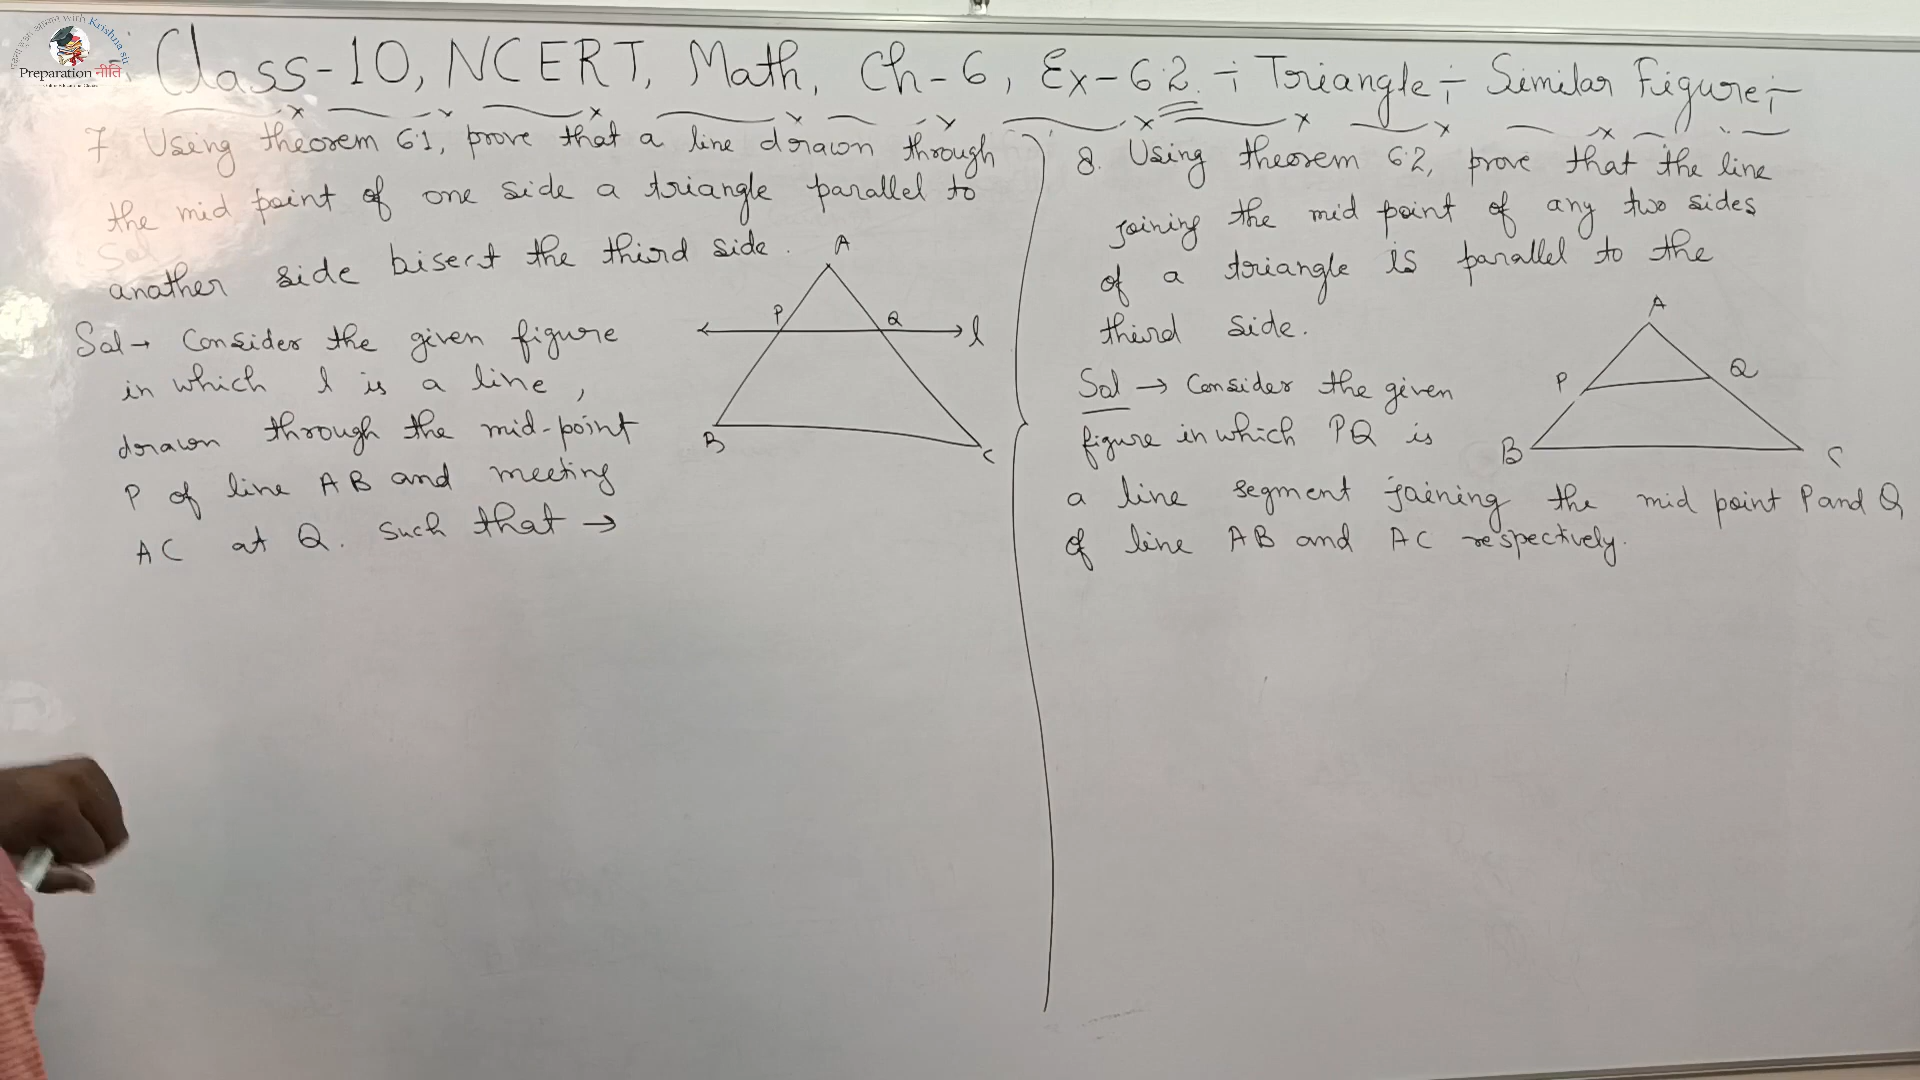 Preparation नीति
Class-10, NCERT, Math, Ch-6, Ex-6.2 -: Triangle:- Similar Figure:-
7. Using theorem 6.1, prove that a line drawn through
the mid point of one side a triangle parallel to
another side bisect the third side.
Sol → Consider the given figure
in which l is a line,
drawn through the mid-point
P of line AB and meeting
AC at Q. Such that →
A
P
Q
l
B
C
8. Using theorem 6.2, prove that the line
joining the mid point of any two sides
of a triangle is parallel to the
third side.
Sol → Consider the given
figure in which PQ is
a line segment joining the mid point P and Q
of line AB and AC respectively.
A
P
Q
B
C